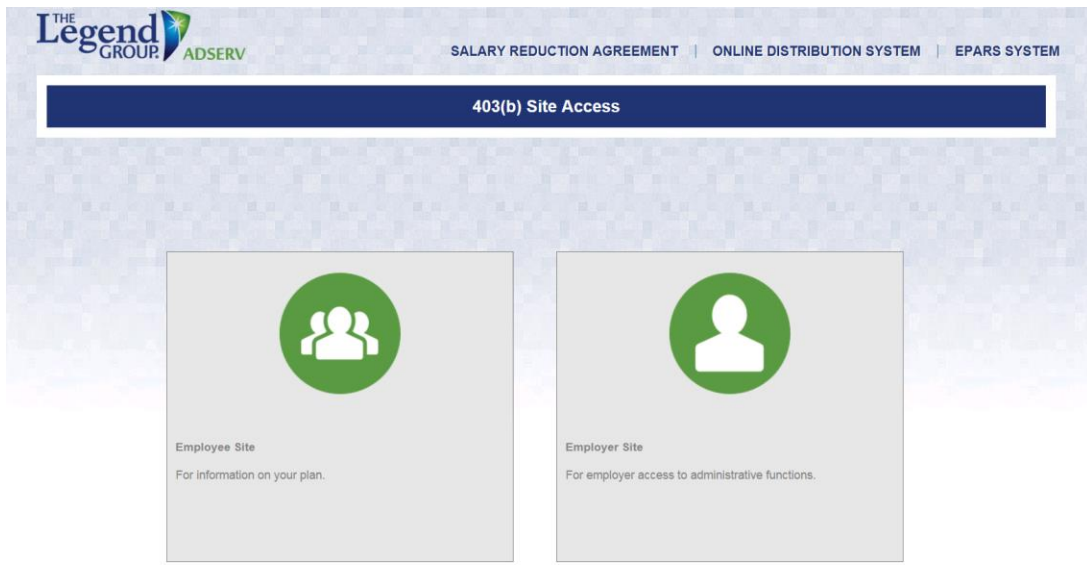 THE
Legend
GROUP. ADSERV
SALARY REDUCTION AGREEMENT | ONLINE DISTRIBUTION SYSTEM | EPARS SYSTEM
403(b) Site Access
Employee Site
For information on your plan.
Employer Site
For employer access to administrative functions.